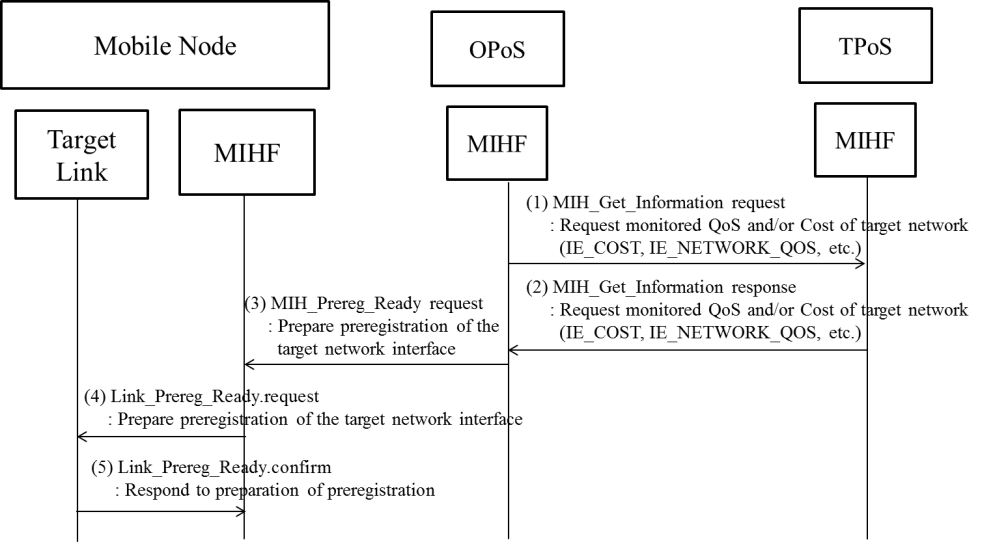 Mobile Node
OPoS
TPoS
Target
Link
MIHF
MIHF
MIHF
(1) MIH_Get_Information request
: Request monitored QoS and/or Cost of target network
(IE_COST, IE_NETWORK_QOS, etc.)
(2) MIH_Get_Information response
: Request monitored QoS and/or Cost of target network
(IE_COST, IE_NETWORK_QOS, etc.)
(3) MIH_Prereg_Ready request
: Prepare preregistration of the
target network interface
(4) Link_Prereg_Ready.request
: Prepare preregistration of the target network interface
(5) Link_Prereg_Ready.confirm
: Respond to preparation of preregistration